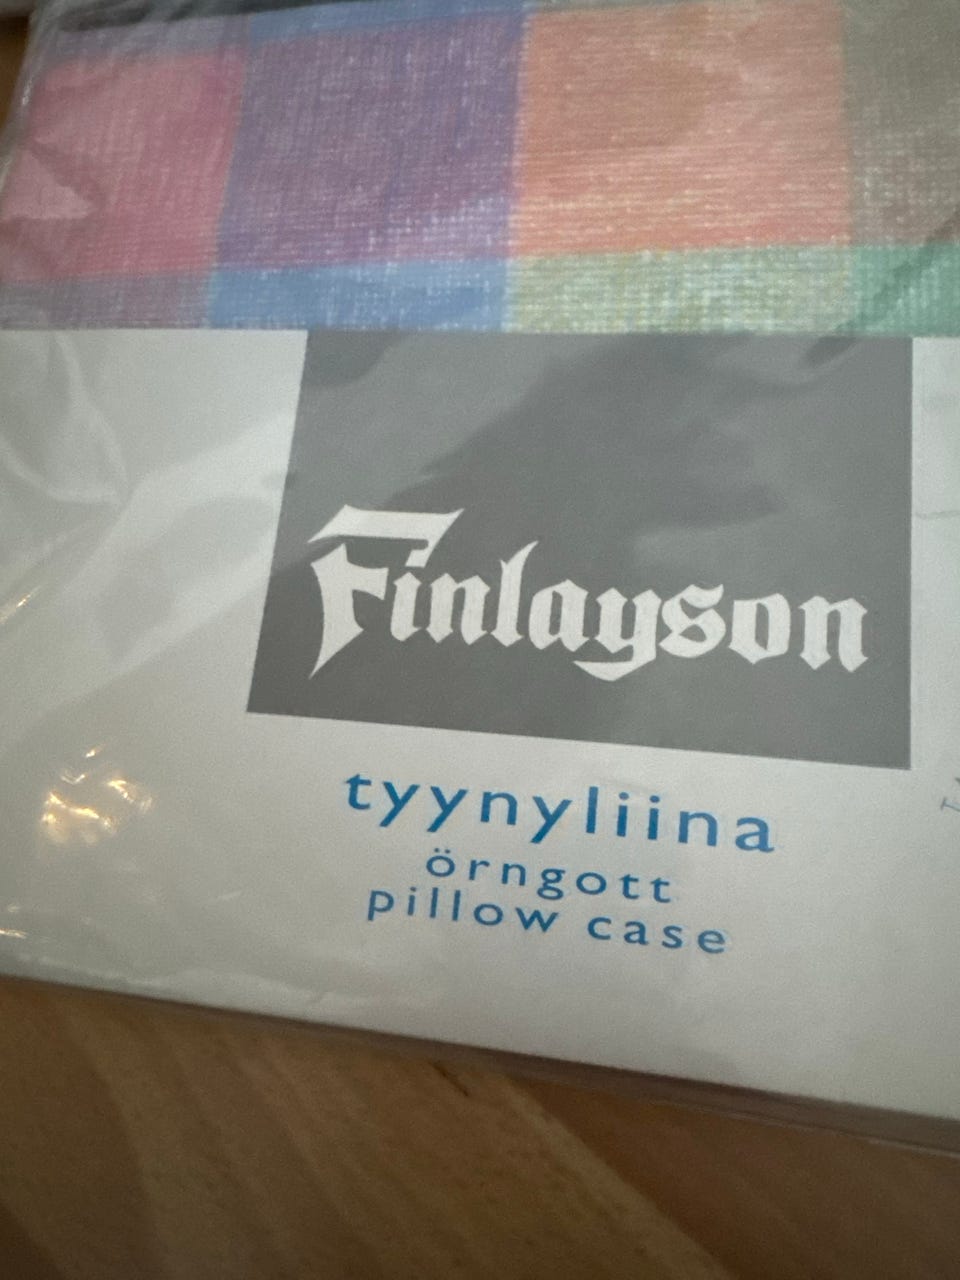 Finlayson
tyynyliina
örngott
pillow case